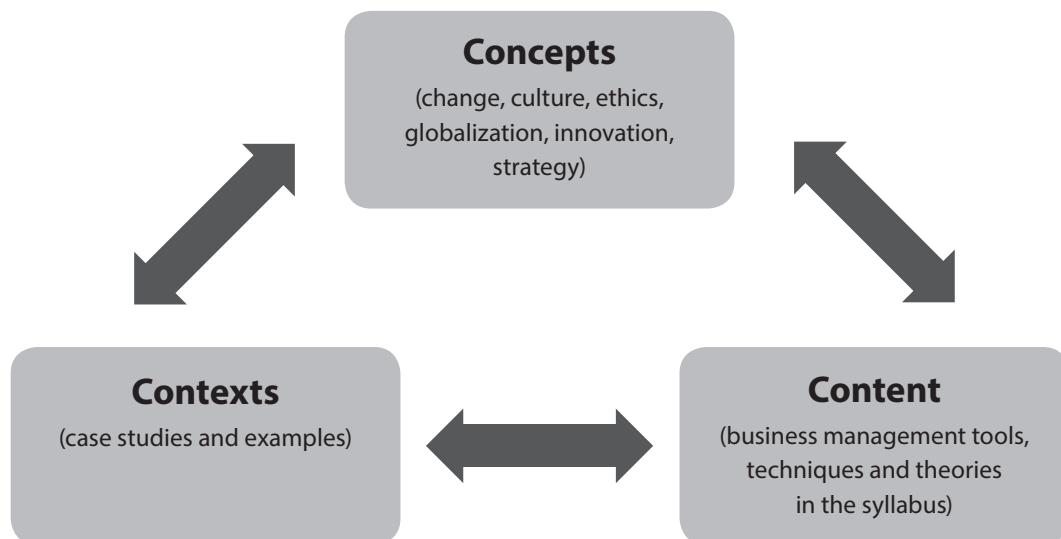 Concepts
(change, culture, ethics,
globalization, innovation,
strategy)
Contexts
(case studies and examples)
Content
(business management tools,
techniques and theories
in the syllabus)